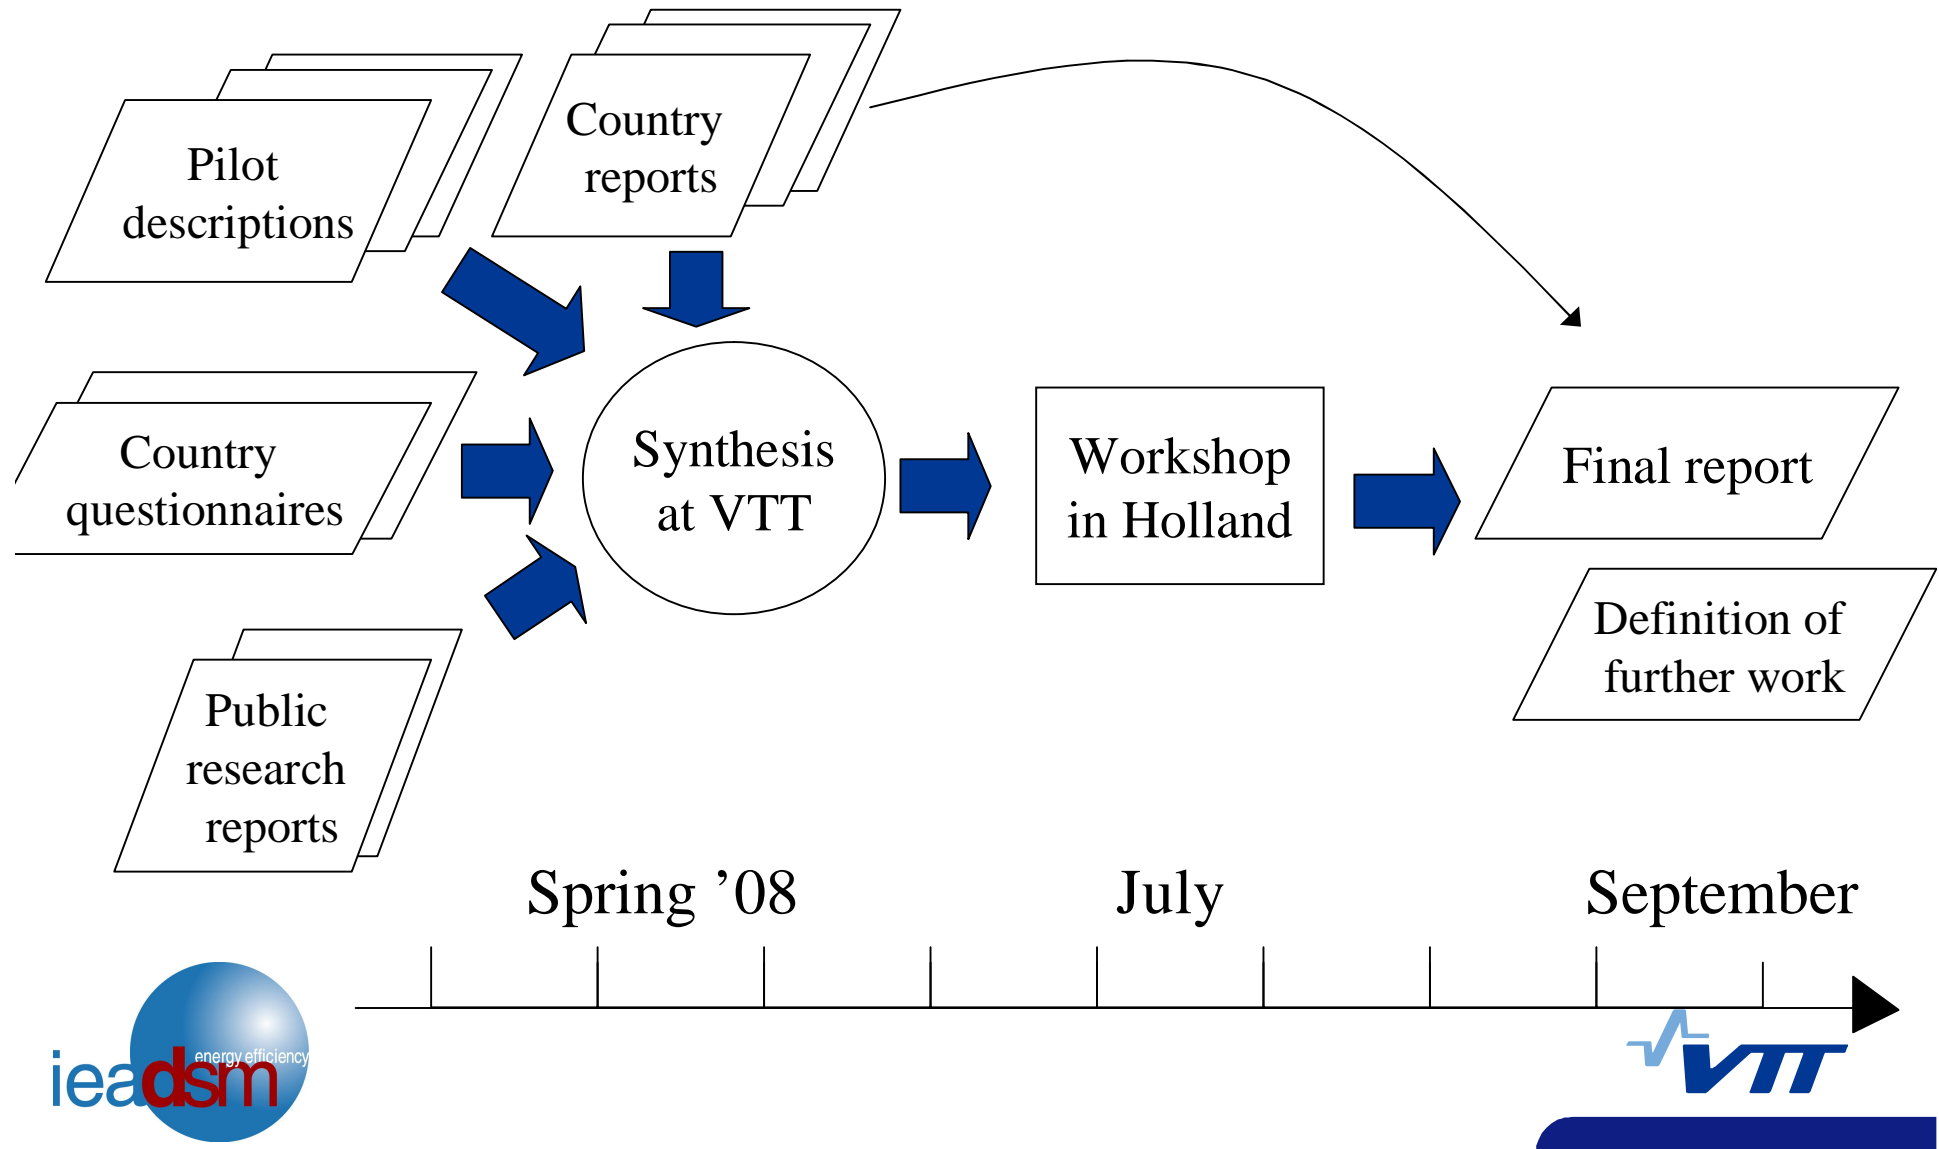 Pilot
descriptions
Country
reports
Country
questionnaires
Public
research
reports
Synthesis
at VTT
Workshop
in Holland
Final report
Definition of
further work
Spring ’08
July
September
ieadsm
energy efficiency
VTT